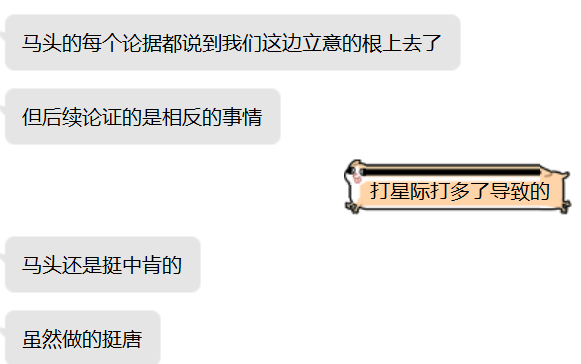 马头的每个论据都说到我们这边立意的根上去了
但后续论证的是相反的事情
打星际打多了导致的
马头还是挺中肯的
虽然做的挺唐